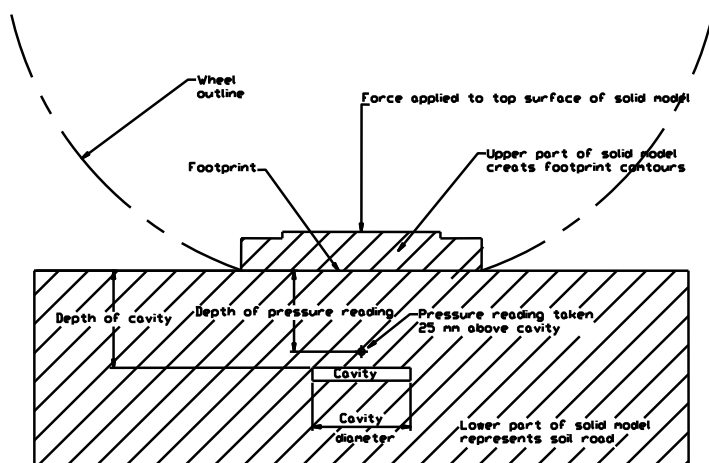 Wheel
outline
Force applied to top surface of solid model
Upper part of solid model
creats footprint contours
Footprint
Depth of cavity
Depth of pressure reading
Pressure reading taken
25 mm above cavity
Cavity
Cavity
diameter
Lower part of solid model
represents soil road